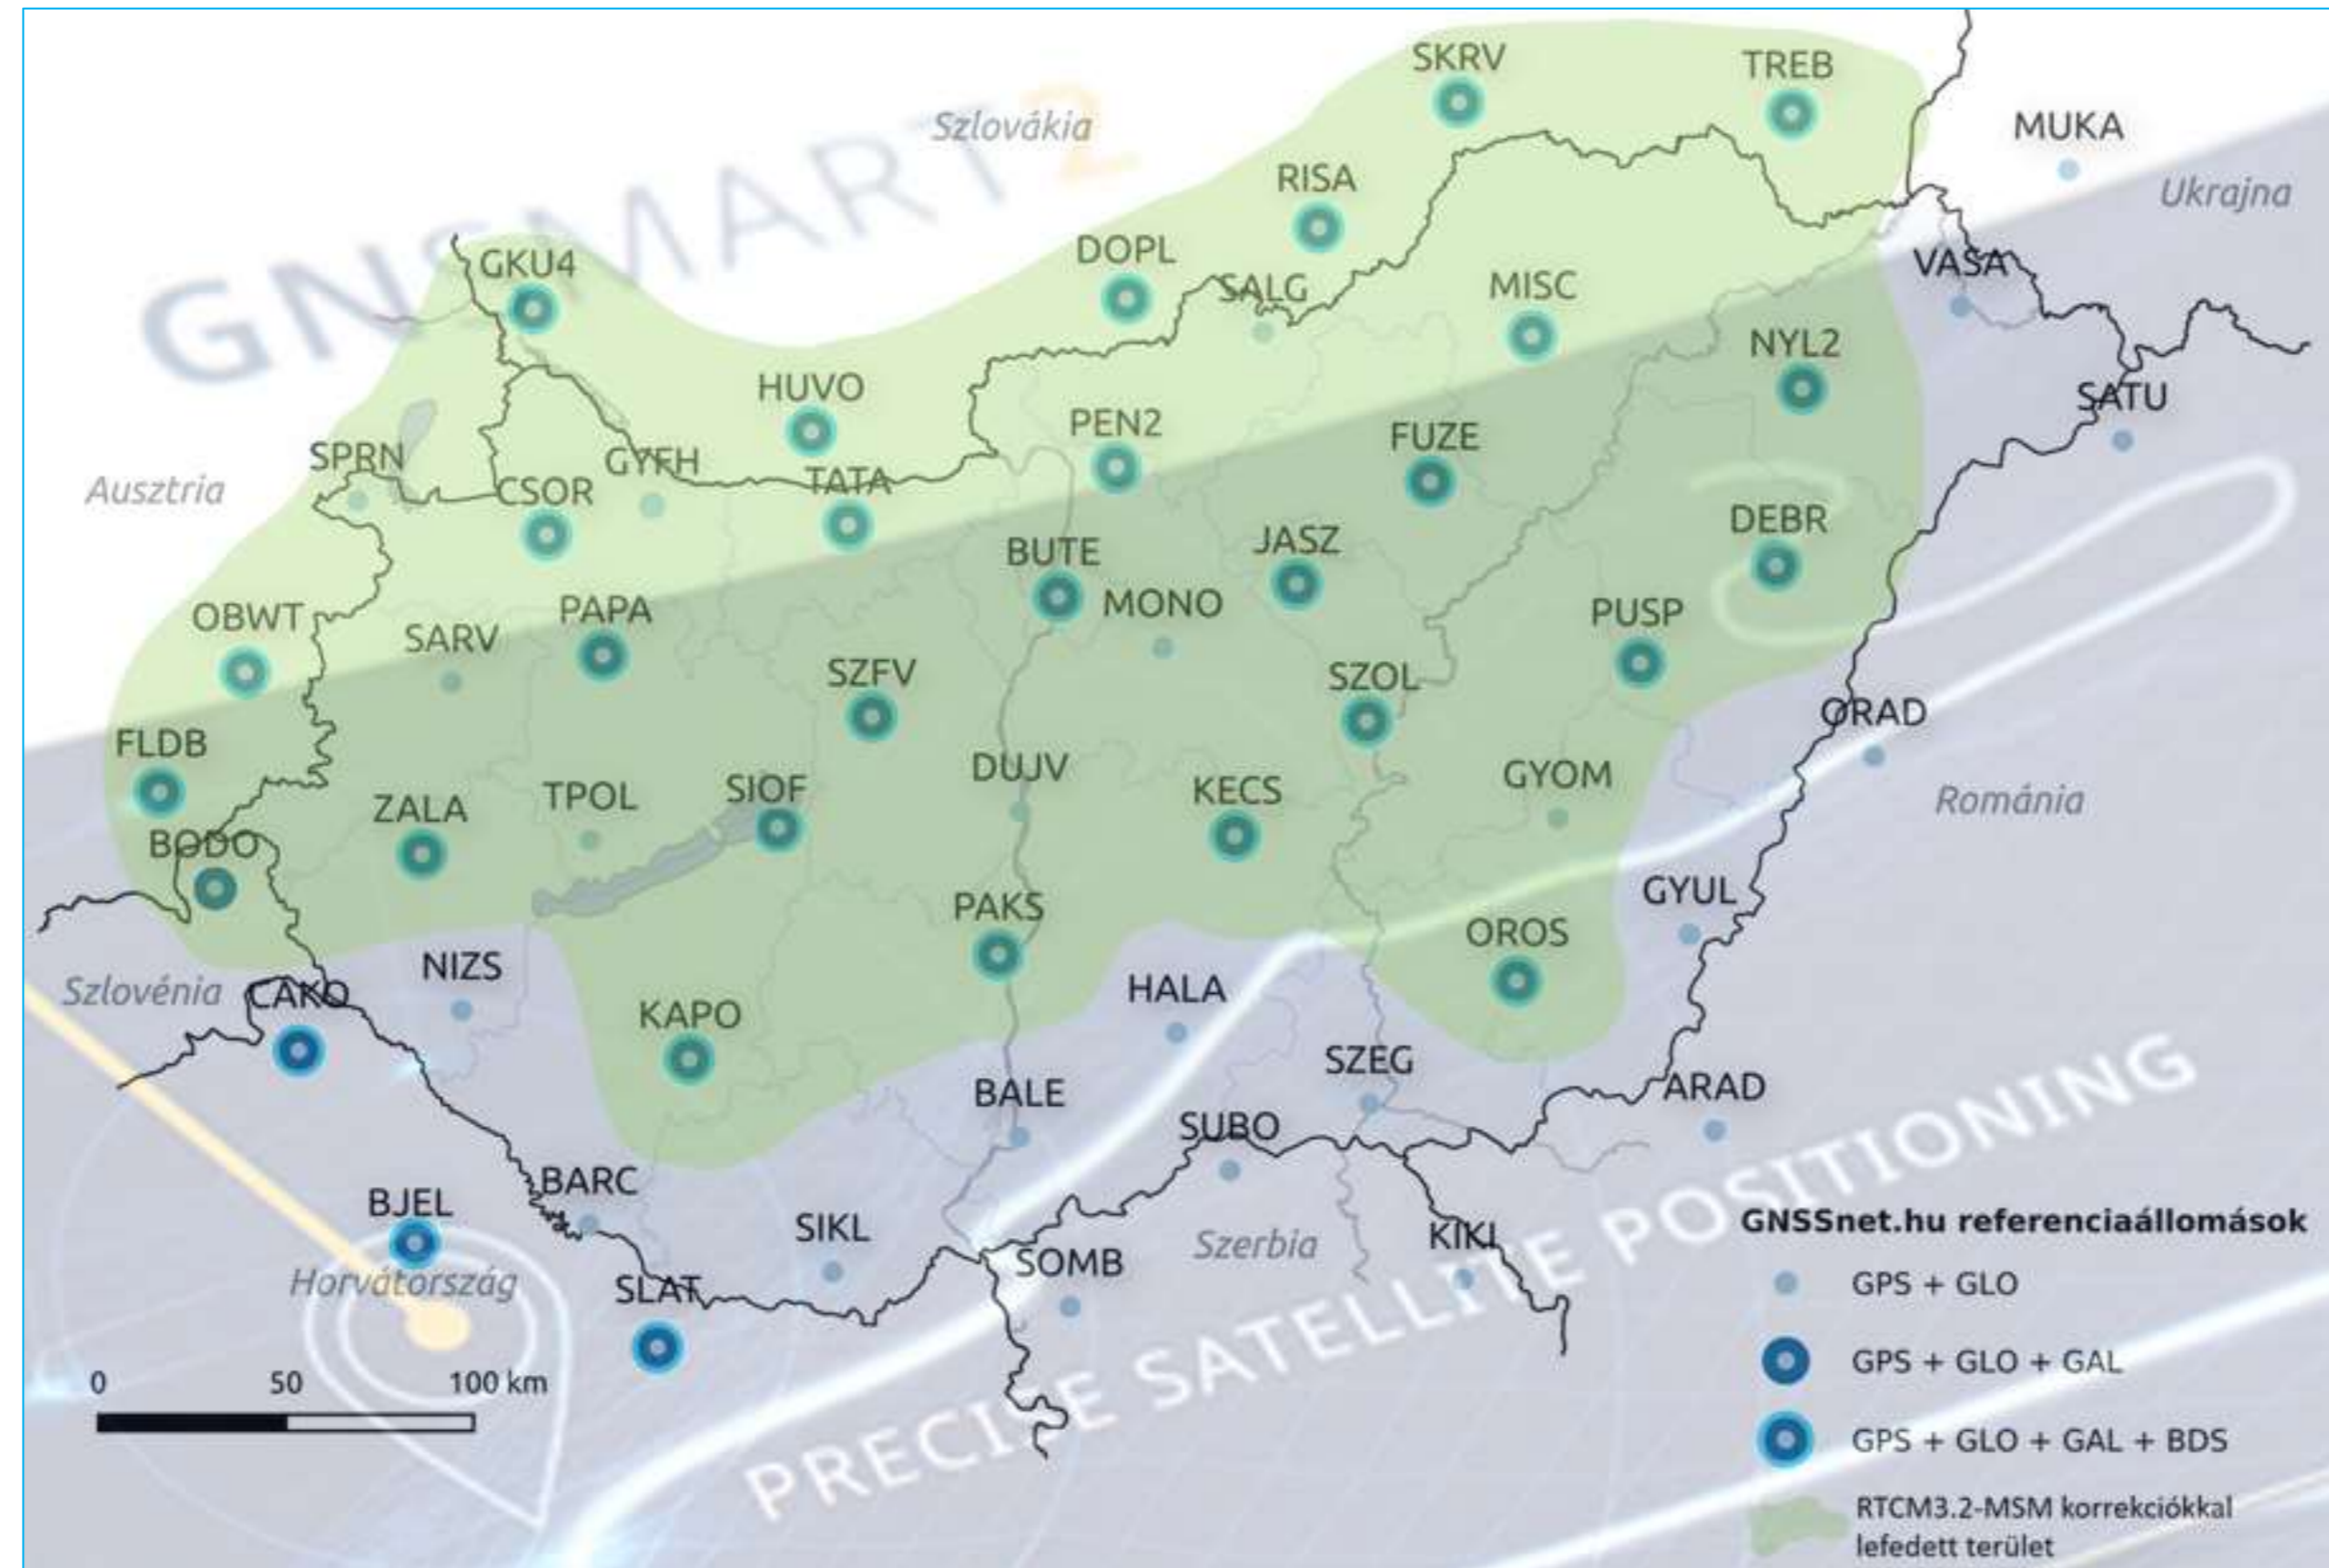 SKRV
TREB
MUKA
Szlovákia
GNSMART2
RISA
Ukrajna
GKU4
DOPL
SALG
MISC
VASA
NYL2
HUVO
SATU
PEN2
FUZE
SPRN
GYFH
TATA
Ausztria
CSOR
DEBR
JASZ
BUTE
MONO
OBWT
PAPA
PUSP
SARV
SZFV
SZOL
ORAD
FLDB
DUJV
GYOM
TPOL
SIOF
KECS
Románia
ZALA
BODO
GYUL
PAKS
OROS
NIZS
HALA
Szlovénia
CAKO
KAPO
SZEG
BALE
ARAD
SUBO
BARC
BJEL
SIKL
KIKI
Szerbia
SOMB
Horvátország
SLAT
PRECISE SATELLITE POSITIONING
0 50 100 km
GNSSnet.hu referenciaállomások
GPS + GLO
GPS + GLO + GAL
GPS + GLO + GAL + BDS
RTCM3.2-MSM korrekciókkal
lefedett terület